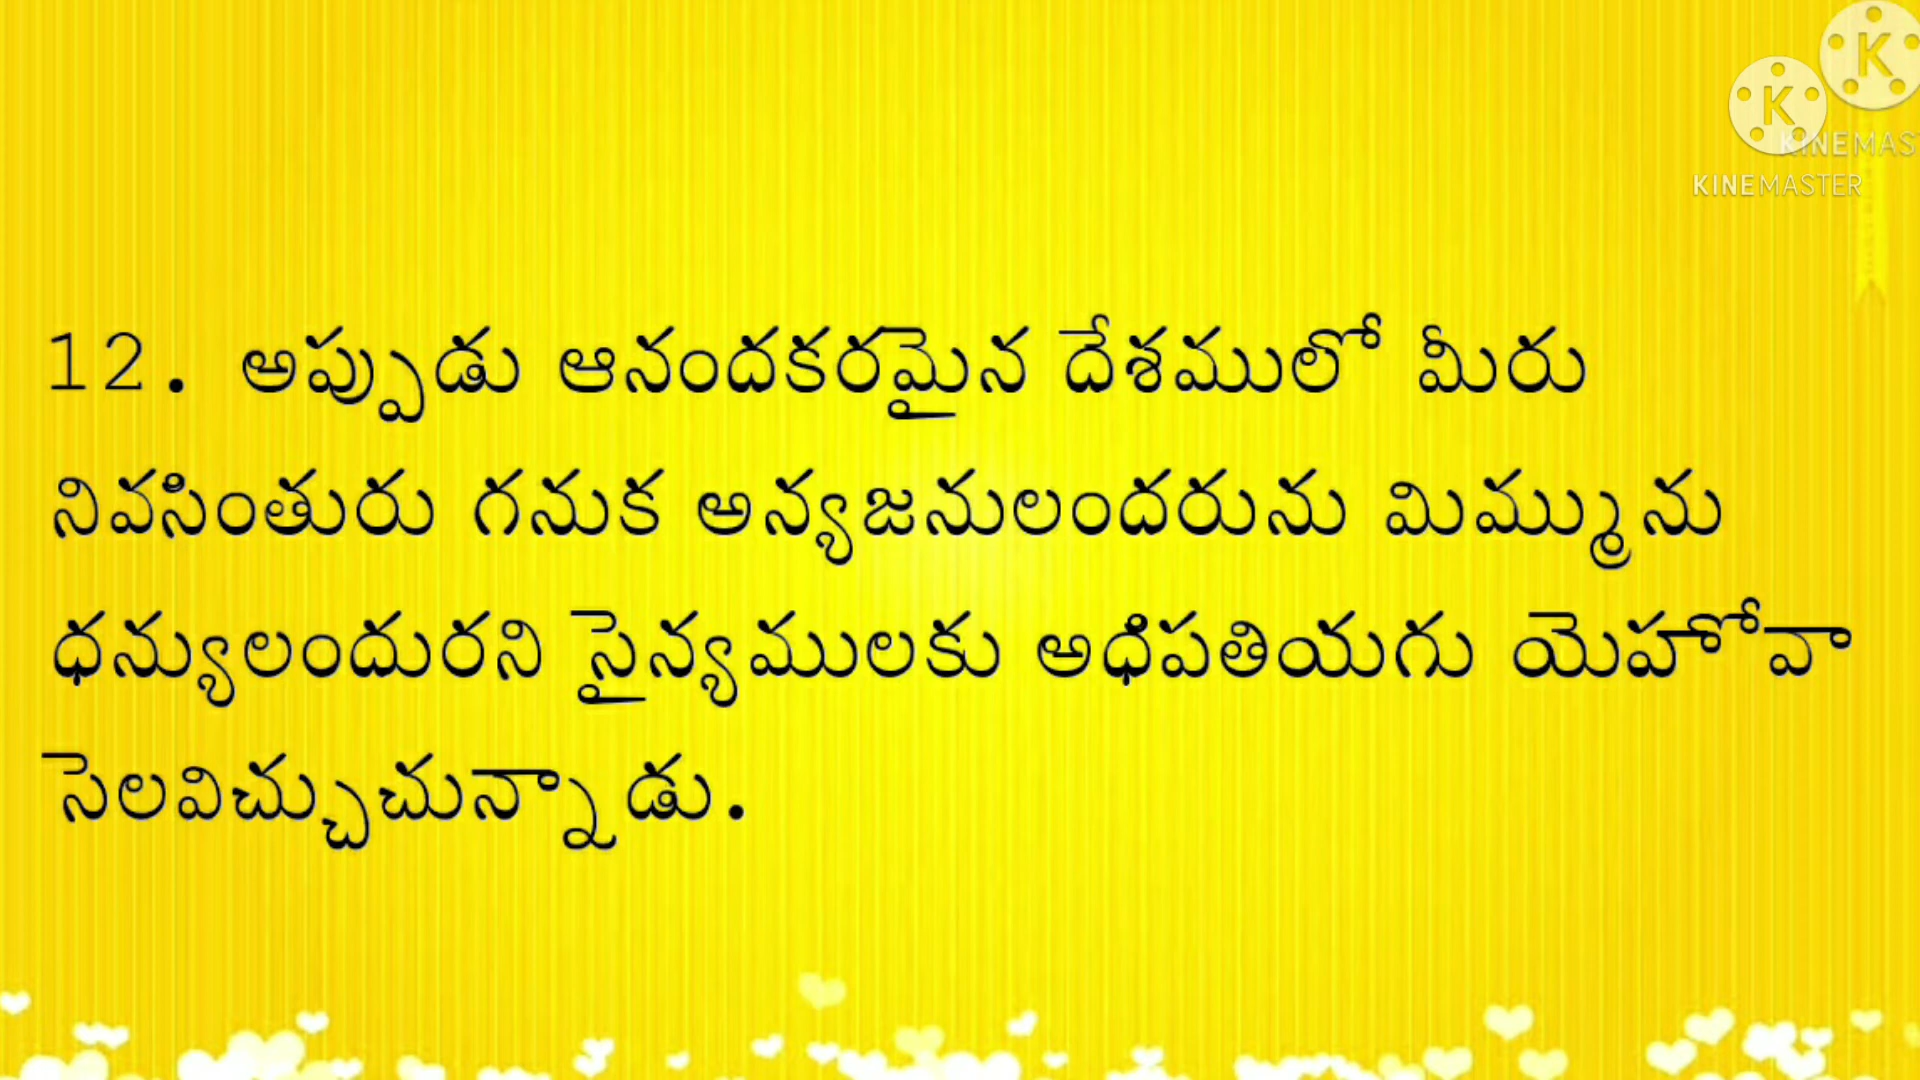 KINEMAS
KINEMASTER
12. అప్పుడు ఆనందకరమైన దేశములో మీరు
నివసింతురు గనుక అన్యజనులందరును మిమ్మును
ధన్యులందురని సైన్యములకు అధిపతియగు యెహోవా
సెలవిచ్చుచున్నాడు.